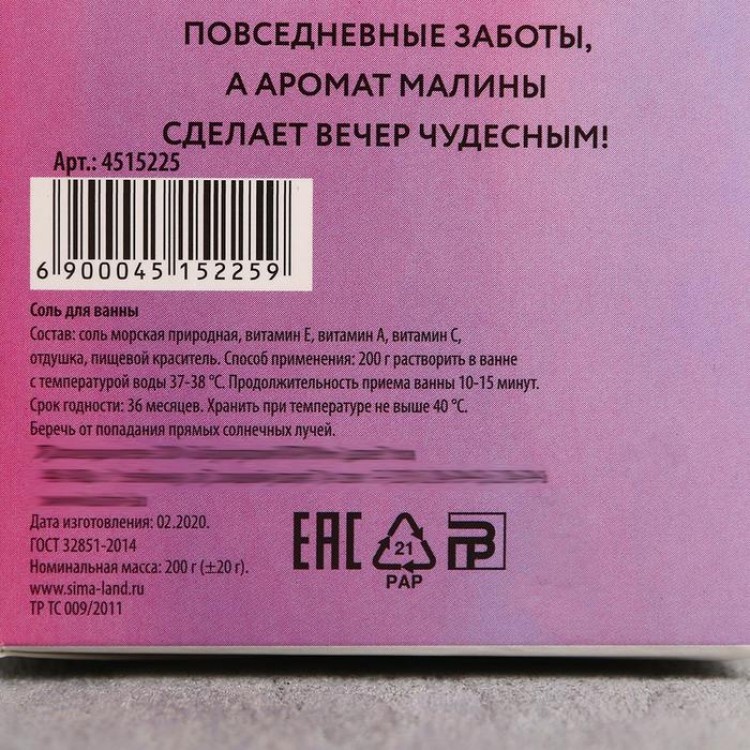 ПОВСЕДНЕВНЫЕ ЗАБОТЫ,
А АРОМАТ МАЛИНЫ
СДЕЛАЕТ ВЕЧЕР ЧУДЕСНЫМ!
Арт.: 4515225
6 900045 152259
Соль для ванны
Состав: соль морская природная, витамин Е, витамин А, витамин С,
отдушка, пищевой краситель. Способ применения: 200 г растворить в ванне
с температурой воды 37-38 °С. Продолжительность приема ванны 10-15 минут.
Срок годности: 36 месяцев. Хранить при температуре не выше 40 °С.
Беречь от попадания прямых солнечных лучей.
Дата изготовления: 02.2020.
ГОСТ 32851-2014
Номинальная масса: 200 г (±20 г).
www.sima-land.ru
ТР ТС 009/2011
ЕАС
21
PAP